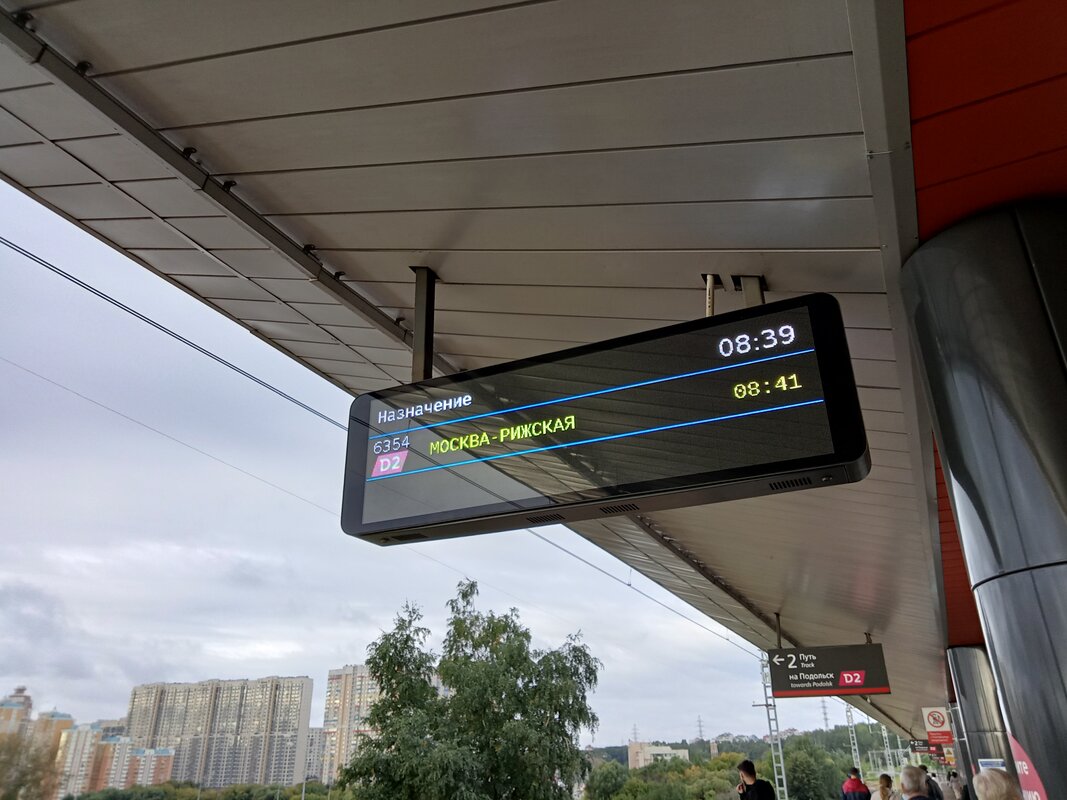 08:39
Назначение
6354
МОСКВА-РИЖСКАЯ
08:41
D2
← 2 Путь
Track
на Подольск D2
towards Podolsk